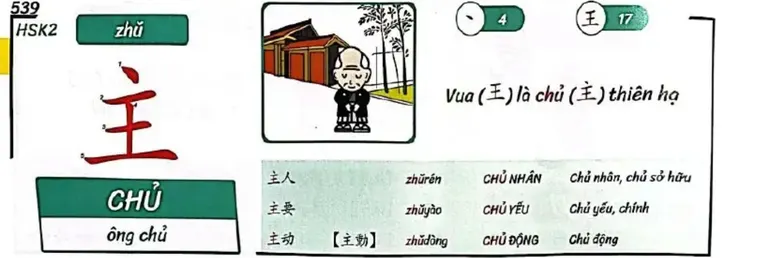 539
HSK2
zhǔ
主
CHỦ
ông chủ
丶 4
王 17
Vua (王) là chủ (主) thiên hạ
主人 zhǔrén CHỦ NHÂN Chủ nhân, chủ sở hữu
主要 zhǔyào CHỦ YẾU Chủ yếu, chính
主动 【主動】 zhǔdòng CHỦ ĐỘNG Chủ động